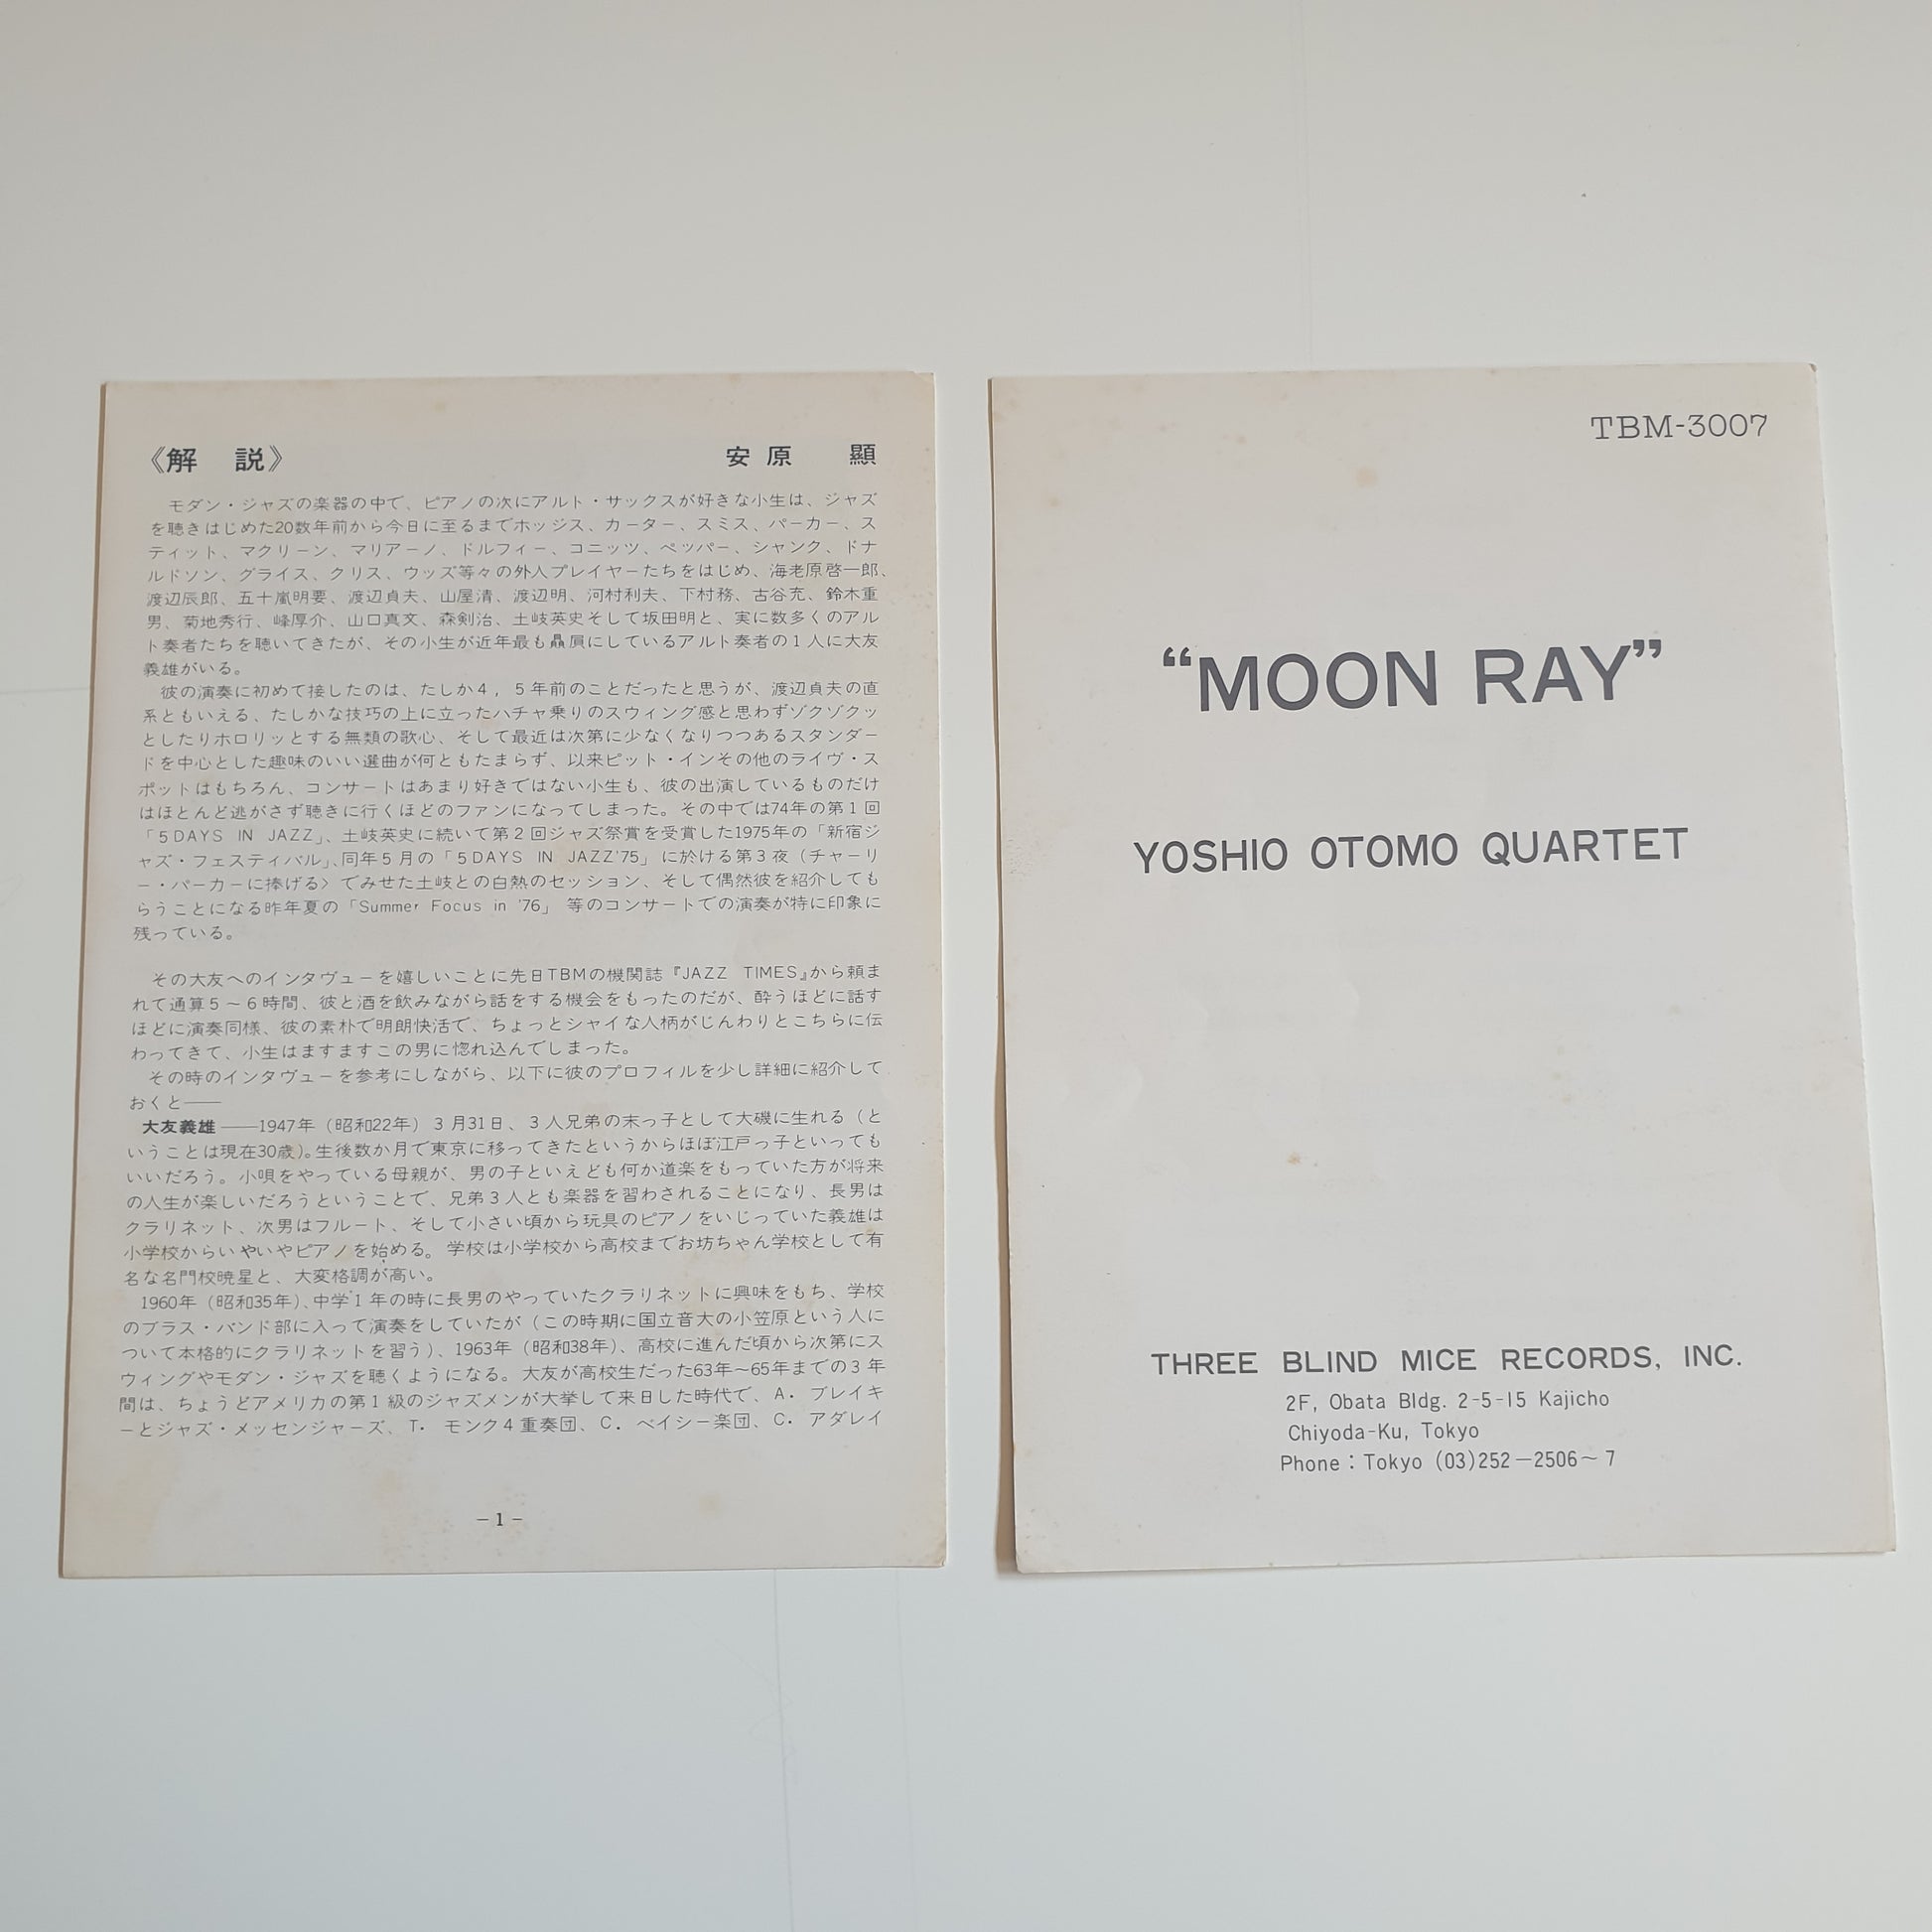 《解　説》　安原　顯
　モダン・ジャズの楽器の中で、ピアノの次にアルト・サックスが好きな小生は、ジャズ
を聴きはじめた20数年前から今日に至るまでホッジス、カーター、スミス、パーカー、ス
ティット、マクリーン、マリアーノ、ドルフィー、コニッツ、ペッパー、シャンク、ドナ
ルドソン、グライス、クリス、ウッズ等々の外人プレイヤーたちをはじめ、海老原啓一郎、
渡辺辰郎、五十嵐明要、渡辺貞夫、山屋清、渡辺明、河村利夫、下村務、古谷充、鈴木重
男、菊地秀行、峰厚介、山口真文、森剣治、土岐英史そして坂田明と、実に数多くのアル
ト奏者たちを聴いてきたが、その小生が近年最も贔屓にしているアルト奏者の1人に大友
義雄がいる。
　彼の演奏に初めて接したのは、たしか4，5年前のことだったと思うが、渡辺貞夫の直
系ともいえる、たしかな技巧の上に立ったハチャ乗りのスウィング感と思わずゾクゾクッ
としたりホロリッとする無類の歌心、そして最近は次第に少なくなりつつあるスタンダー
ドを中心とした趣味のいい選曲が何ともたまらず、以来ピット・インその他のライヴ・ス
ポットはもちろん、コンサートはあまり好きではない小生も、彼の出演しているものだけ
はほとんど逃がさず聴きに行くほどのファンになってしまった。その中では74年の第1回
「5 DAYS IN JAZZ」、土岐英史に続いて第2回ジャズ祭賞を受賞した1975年の「新宿ジ
ャズ・フェスティバル」、同年5月の「5 DAYS IN JAZZ'75」に於ける第3夜（チャーリ
ー・パーカーに捧げる〉でみせた土岐との白熱のセッション、そして偶然彼を紹介しても
らうことになる昨年夏の「Summer Focus in '76」等のコンサートでの演奏が特に印象に
残っている。
　その大友へのインタヴューを嬉しいことに先日TBMの機関誌『JAZZ TIMES』から頼ま
れて通算5～6時間、彼と酒を飲みながら話をする機会をもったのだが、酔うほどに話す
ほどに演奏同様、彼の素朴で明朗快活で、ちょっとシャイな人柄がじんわりとこちらに伝
わってきて、小生はますますこの男に惚れ込んでしまった。
　その時のインタヴューを参考にしながら、以下に彼のプロフィルを少し詳細に紹介して
おくと――
　大友義雄――1947年（昭和22年）3月31日、3人兄弟の末っ子として大磯に生れる（と
いうことは現在30歳）。生後数か月で東京に移ってきたというからほぼ江戸っ子といっても
いいだろう。小唄をやっている母親が、男の子といえども何か道楽をもっていた方が将来
の人生が楽しいだろうということで、兄弟3人とも楽器を習わされることになり、長男は
クラリネット、次男はフルート、そして小さい頃から玩具のピアノをいじっていた義雄は
小学校からいやいやピアノを始める。学校は小学校から高校までお坊ちゃん学校として有
名な名門校暁星と、大変格調が高い。
　1960年（昭和35年）、中学1年の時に長男のやっていたクラリネットに興味をもち、学校
のブラス・バンド部に入って演奏をしていたが（この時期に国立音大の小笠原という人に
ついて本格的にクラリネットを習う）、1963年（昭和38年）、高校に進んだ頃から次第にス
ウィングやモダン・ジャズを聴くようになる。大友が高校生だった63年～65年までの3年
間は、ちょうどアメリカの第1級のジャズメンが大挙して来日した時代で、A．ブレイキ
ーとジャズ・メッセンジャーズ、T．モンク4重奏団、C．ベイシー楽団、C．アダレイ
－1－
TBM-3007
“MOON RAY”
YOSHIO OTOMO QUARTET
THREE BLIND MICE RECORDS, INC.
2F, Obata Bldg. 2-5-15 Kajicho
Chiyoda-Ku, Tokyo
Phone：Tokyo (03)252―2506～7